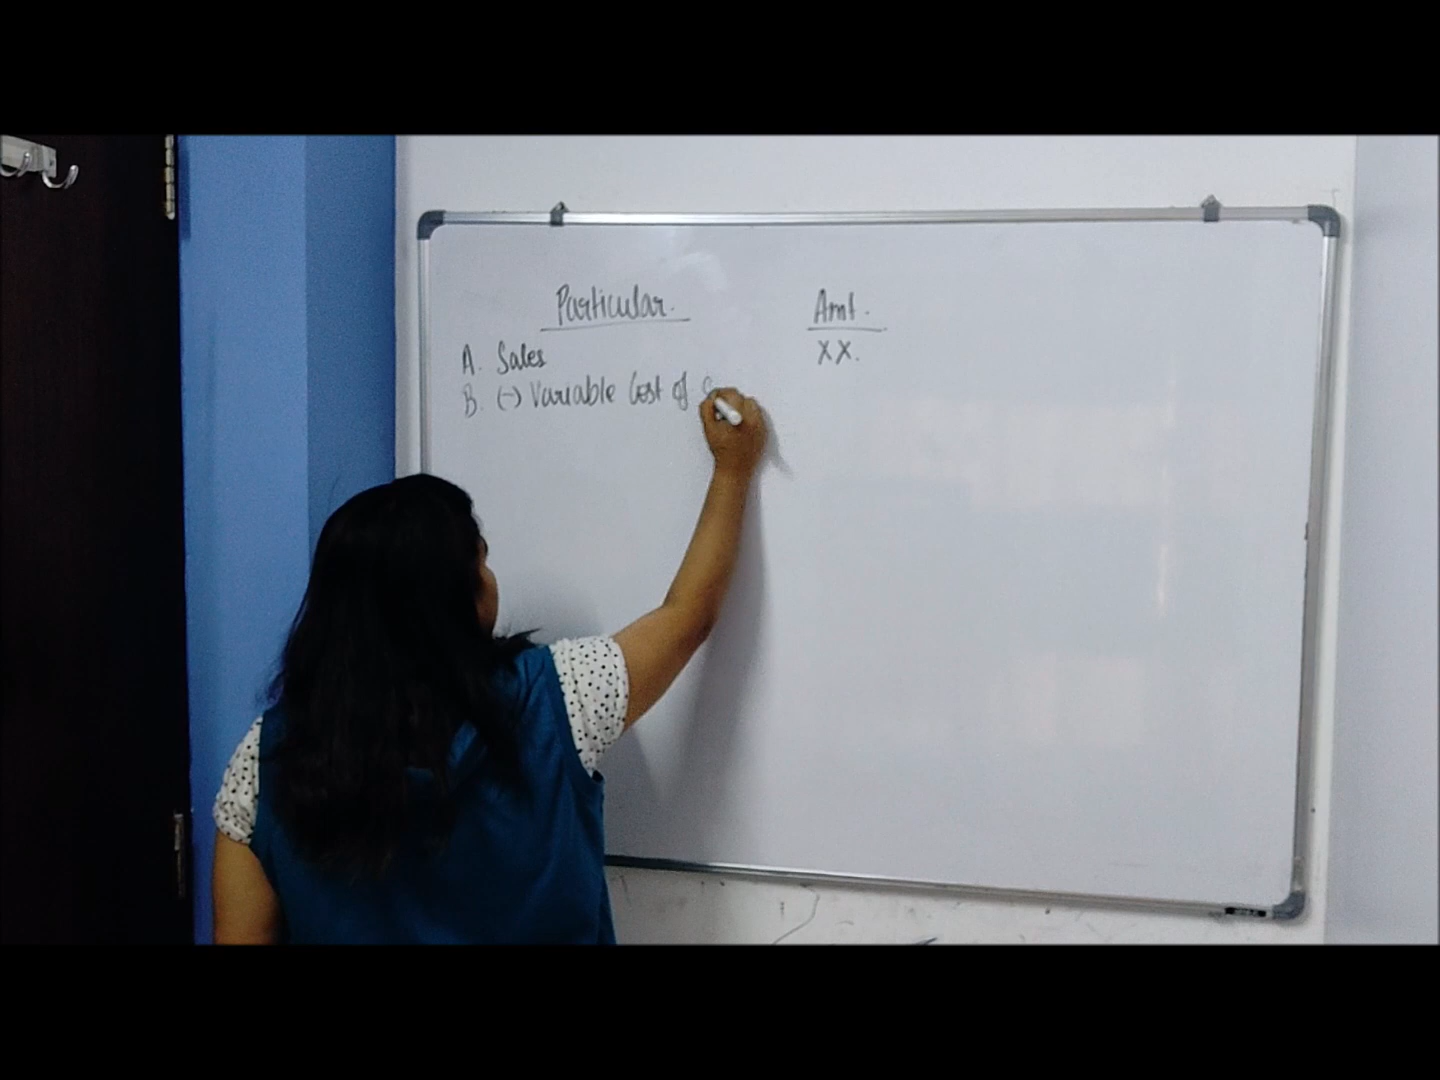 Particular. Amt.
A. Sales XX.
B. (-) Variable Cost of